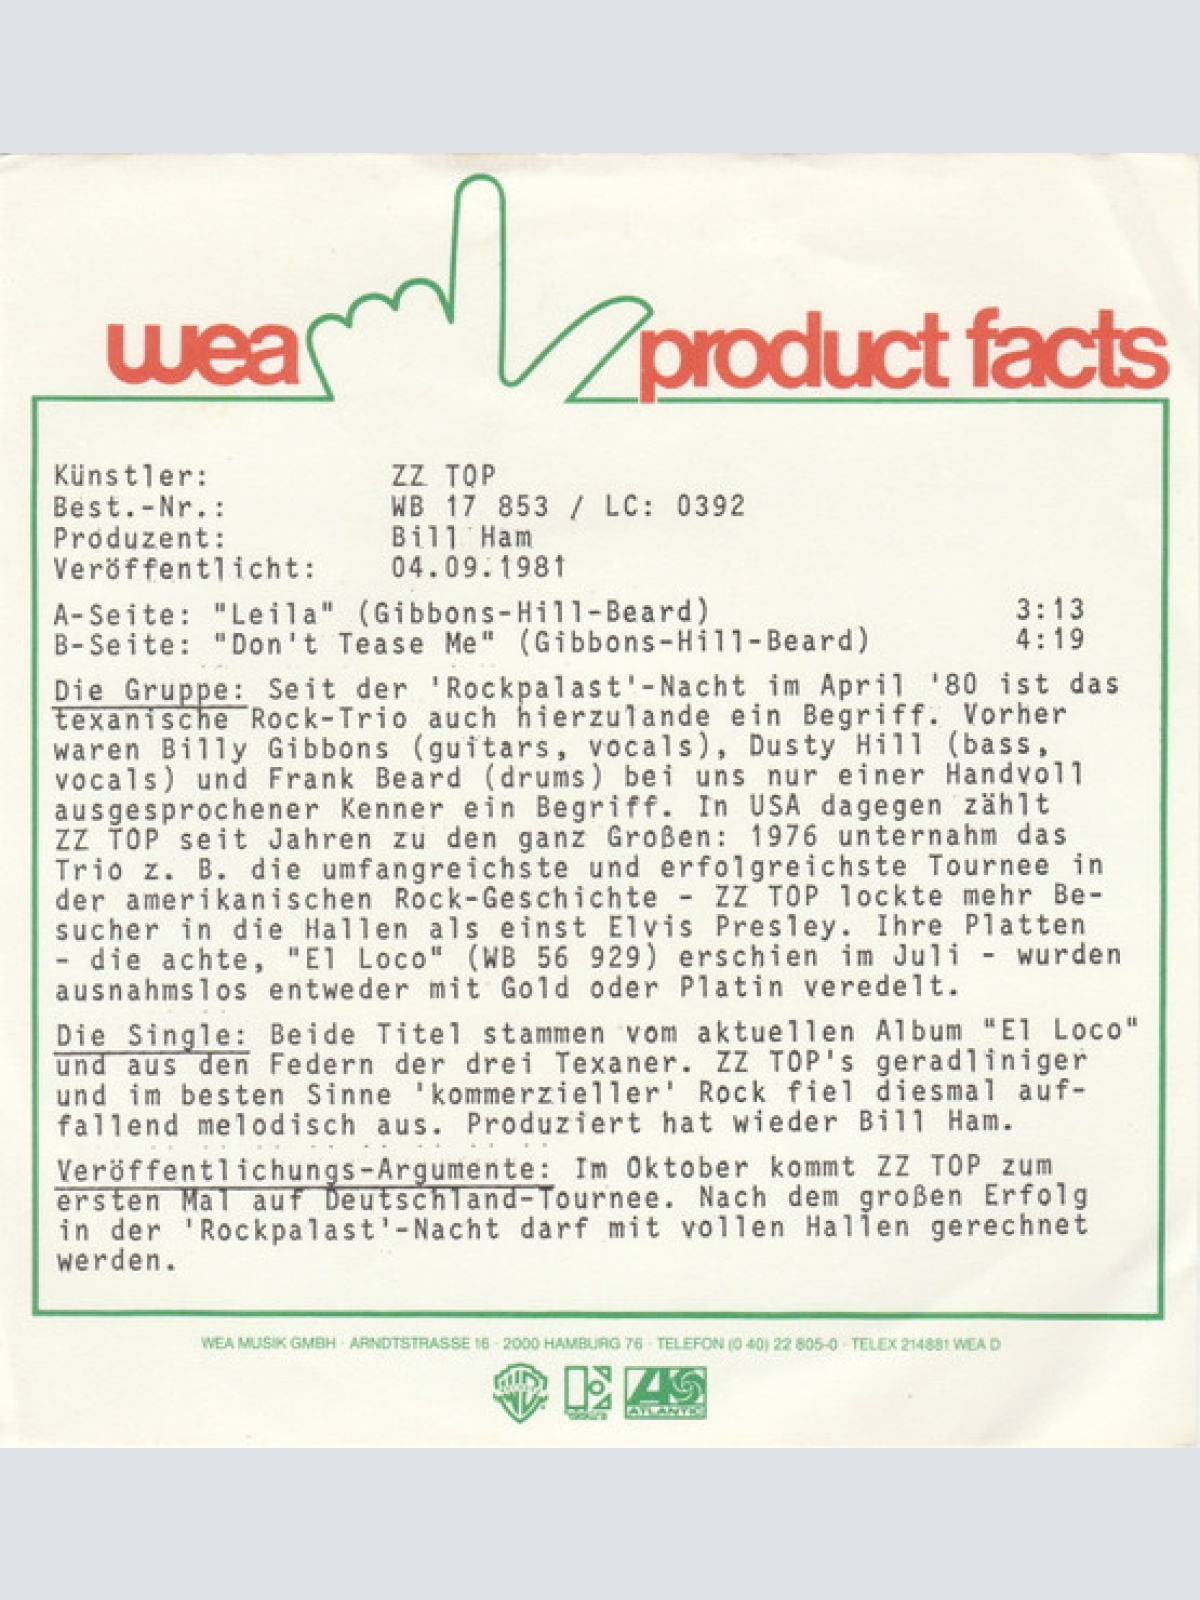 wea product facts
Künstler: ZZ TOP
Best.-Nr.: WB 17 853 / LC: 0392
Produzent: Bill Ham
Veröffentlicht: 04.09.1981
A-Seite: "Leila" (Gibbons-Hill-Beard) 3:13
B-Seite: "Don't Tease Me" (Gibbons-Hill-Beard) 4:19
Die Gruppe: Seit der 'Rockpalast'-Nacht im April '80 ist das
texanische Rock-Trio auch hierzulande ein Begriff. Vorher
waren Billy Gibbons (guitars, vocals), Dusty Hill (bass,
vocals) und Frank Beard (drums) bei uns nur einer Handvoll
ausgesprochener Kenner ein Begriff. In USA dagegen zählt
ZZ TOP seit Jahren zu den ganz Großen: 1976 unternahm das
Trio z. B. die umfangreichste und erfolgreichste Tournee in
der amerikanischen Rock-Geschichte - ZZ TOP lockte mehr Be-
sucher in die Hallen als einst Elvis Presley. Ihre Platten
- die achte, "El Loco" (WB 56 929) erschien im Juli - wurden
ausnahmslos entweder mit Gold oder Platin veredelt.
Die Single: Beide Titel stammen vom aktuellen Album "El Loco"
und aus den Federn der drei Texaner. ZZ TOP's geradliniger
und im besten Sinne 'kommerzieller' Rock fiel diesmal auf-
fallend melodisch aus. Produziert hat wieder Bill Ham.
Veröffentlichungs-Argumente: Im Oktober kommt ZZ TOP zum
ersten Mal auf Deutschland-Tournee. Nach dem großen Erfolg
in der 'Rockpalast'-Nacht darf mit vollen Hallen gerechnet
werden.
WEA MUSIK GMBH · ARNDTSTRASSE 16 · 2000 HAMBURG 76 · TELEFON (0 40) 22 805-0 · TELEX 214881 WEA D
ATLANTIC